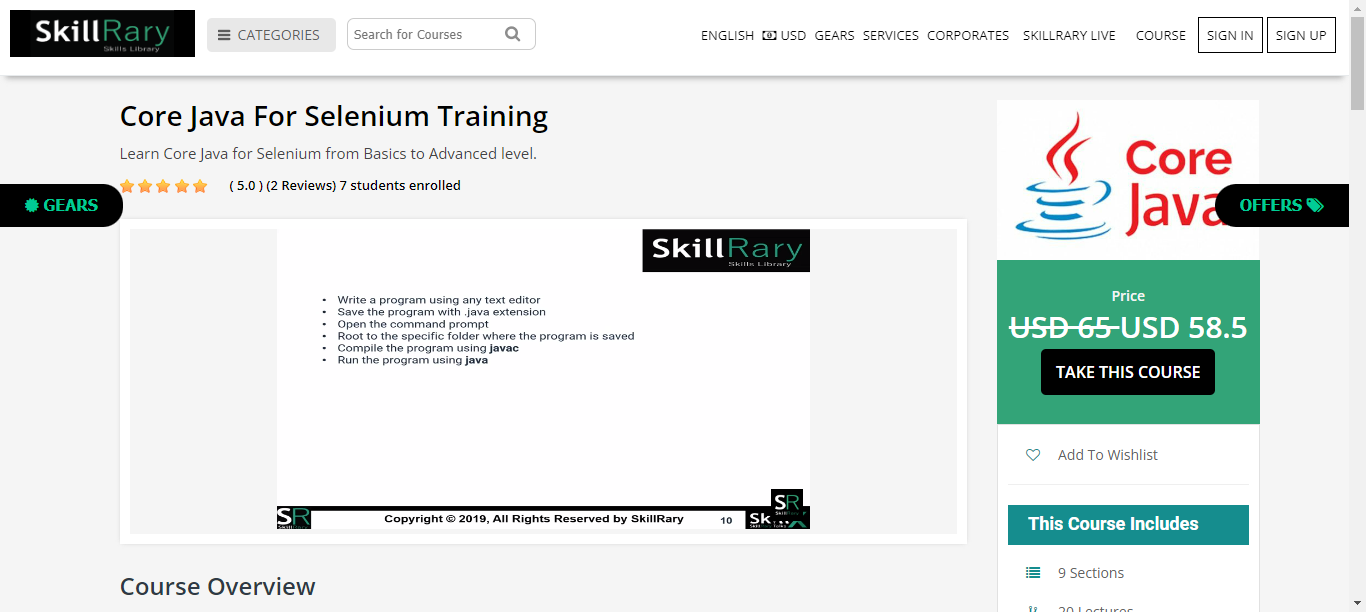 SkillRary
Skills Library
CATEGORIES
Search for Courses
ENGLISH USD GEARS SERVICES CORPORATES SKILLRARY LIVE COURSE SIGN IN SIGN UP
Core Java For Selenium Training
Learn Core Java for Selenium from Basics to Advanced level.
( 5.0 ) (2 Reviews) 7 students enrolled
GEARS
OFFERS
SkillRary
Skills Library
• Write a program using any text editor
• Save the program with .java extension
• Open the command prompt
• Root to the specific folder where the program is saved
• Compile the program using javac
• Run the program using java
SR
Copyright © 2019, All Rights Reserved by SkillRary
10
SR
Course Overview
Core
Java
Price
USD 65 USD 58.5
TAKE THIS COURSE
Add To Wishlist
This Course Includes
9 Sections
20 Lectures